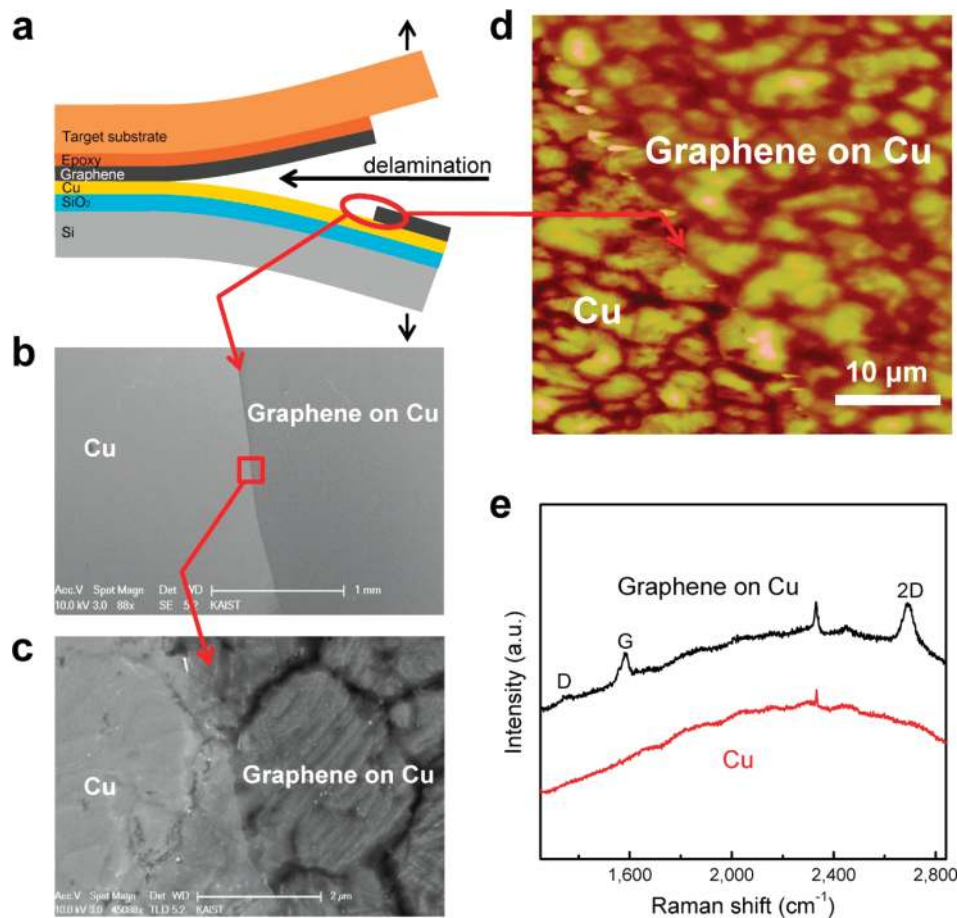 a
Target substrate
Epoxy
Graphene
Cu
SiO₂
Si
delamination
b
Cu
Graphene on Cu
Acc.V Spot Magn Det WD 1 mm
10.0 kV 3.0 88x SE 5.2 KAIST
c
Cu
Graphene on Cu
Acc.V Spot Magn Det WD 2 μm
10.0 kV 3.0 45088x TLD 5.2 KAIST
d
Graphene on Cu
Cu
10 μm
e
Graphene on Cu
2D
G
D
Cu
Intensity (a.u.)
1,600 2,000 2,400 2,800
Raman shift (cm⁻¹)